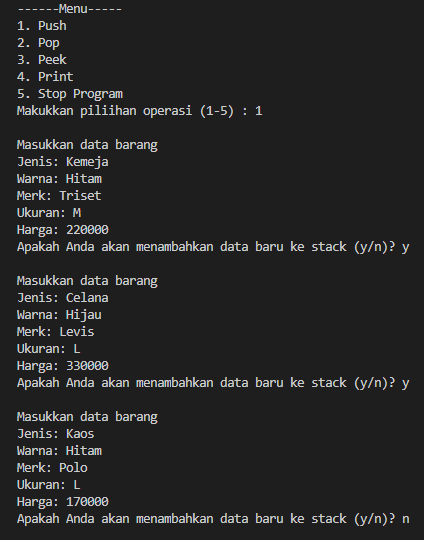 ------Menu-----
1. Push
2. Pop
3. Peek
4. Print
5. Stop Program
Makukkan piliihan operasi (1-5) : 1
Masukkan data barang
Jenis: Kemeja
Warna: Hitam
Merk: Triset
Ukuran: M
Harga: 220000
Apakah Anda akan menambahkan data baru ke stack (y/n)? y
Masukkan data barang
Jenis: Celana
Warna: Hijau
Merk: Levis
Ukuran: L
Harga: 330000
Apakah Anda akan menambahkan data baru ke stack (y/n)? y
Masukkan data barang
Jenis: Kaos
Warna: Hitam
Merk: Polo
Ukuran: L
Harga: 170000
Apakah Anda akan menambahkan data baru ke stack (y/n)? n